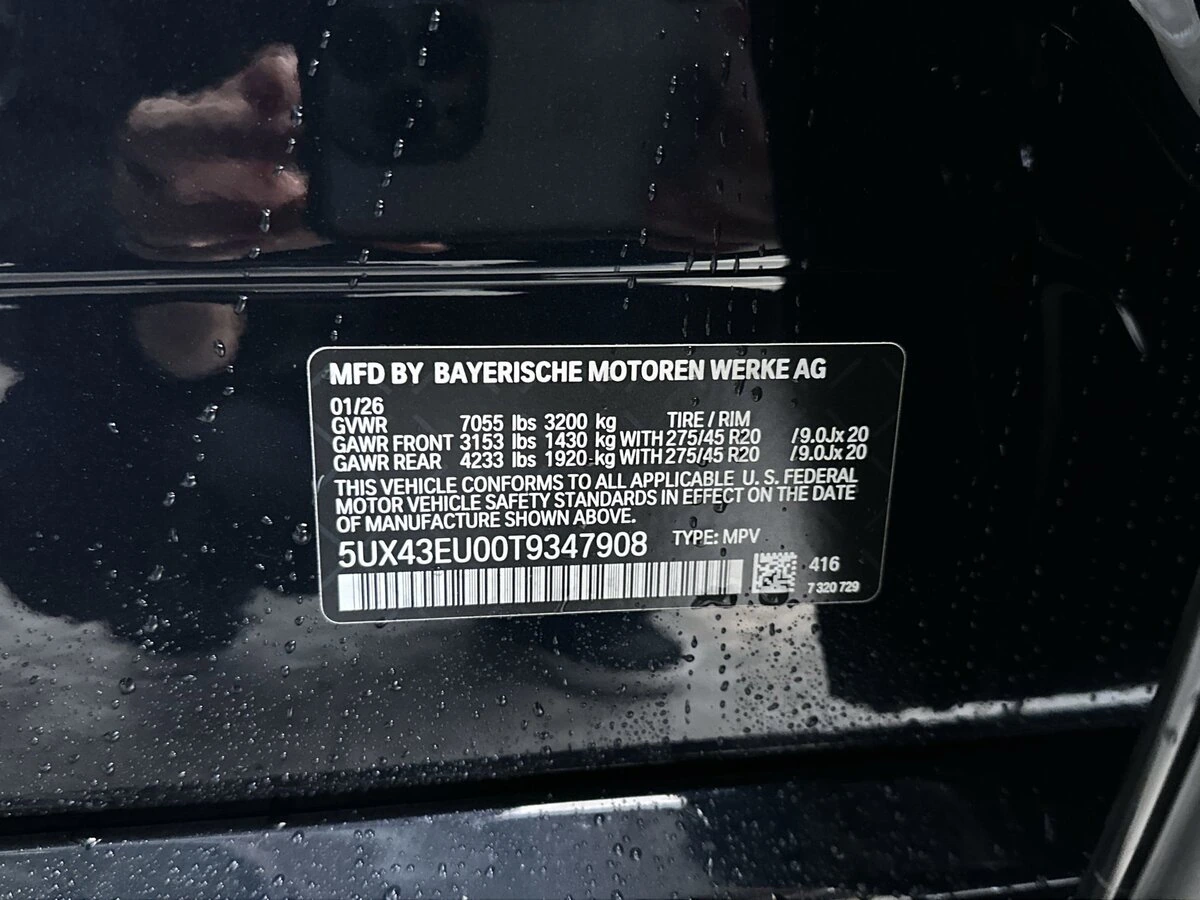 MFD BY BAYERISCHE MOTOREN WERKE AG
01/26
GVWR 7055 lbs 3200 kg TIRE / RIM
GAWR FRONT 3153 lbs 1430 kg WITH 275/45 R20 /9.0Jx 20
GAWR REAR 4233 lbs 1920 kg WITH 275/45 R20 /9.0Jx 20
THIS VEHICLE CONFORMS TO ALL APPLICABLE U. S. FEDERAL
MOTOR VEHICLE SAFETY STANDARDS IN EFFECT ON THE DATE
OF MANUFACTURE SHOWN ABOVE.
5UX43EU00T9347908 TYPE: MPV
416
7 320 729